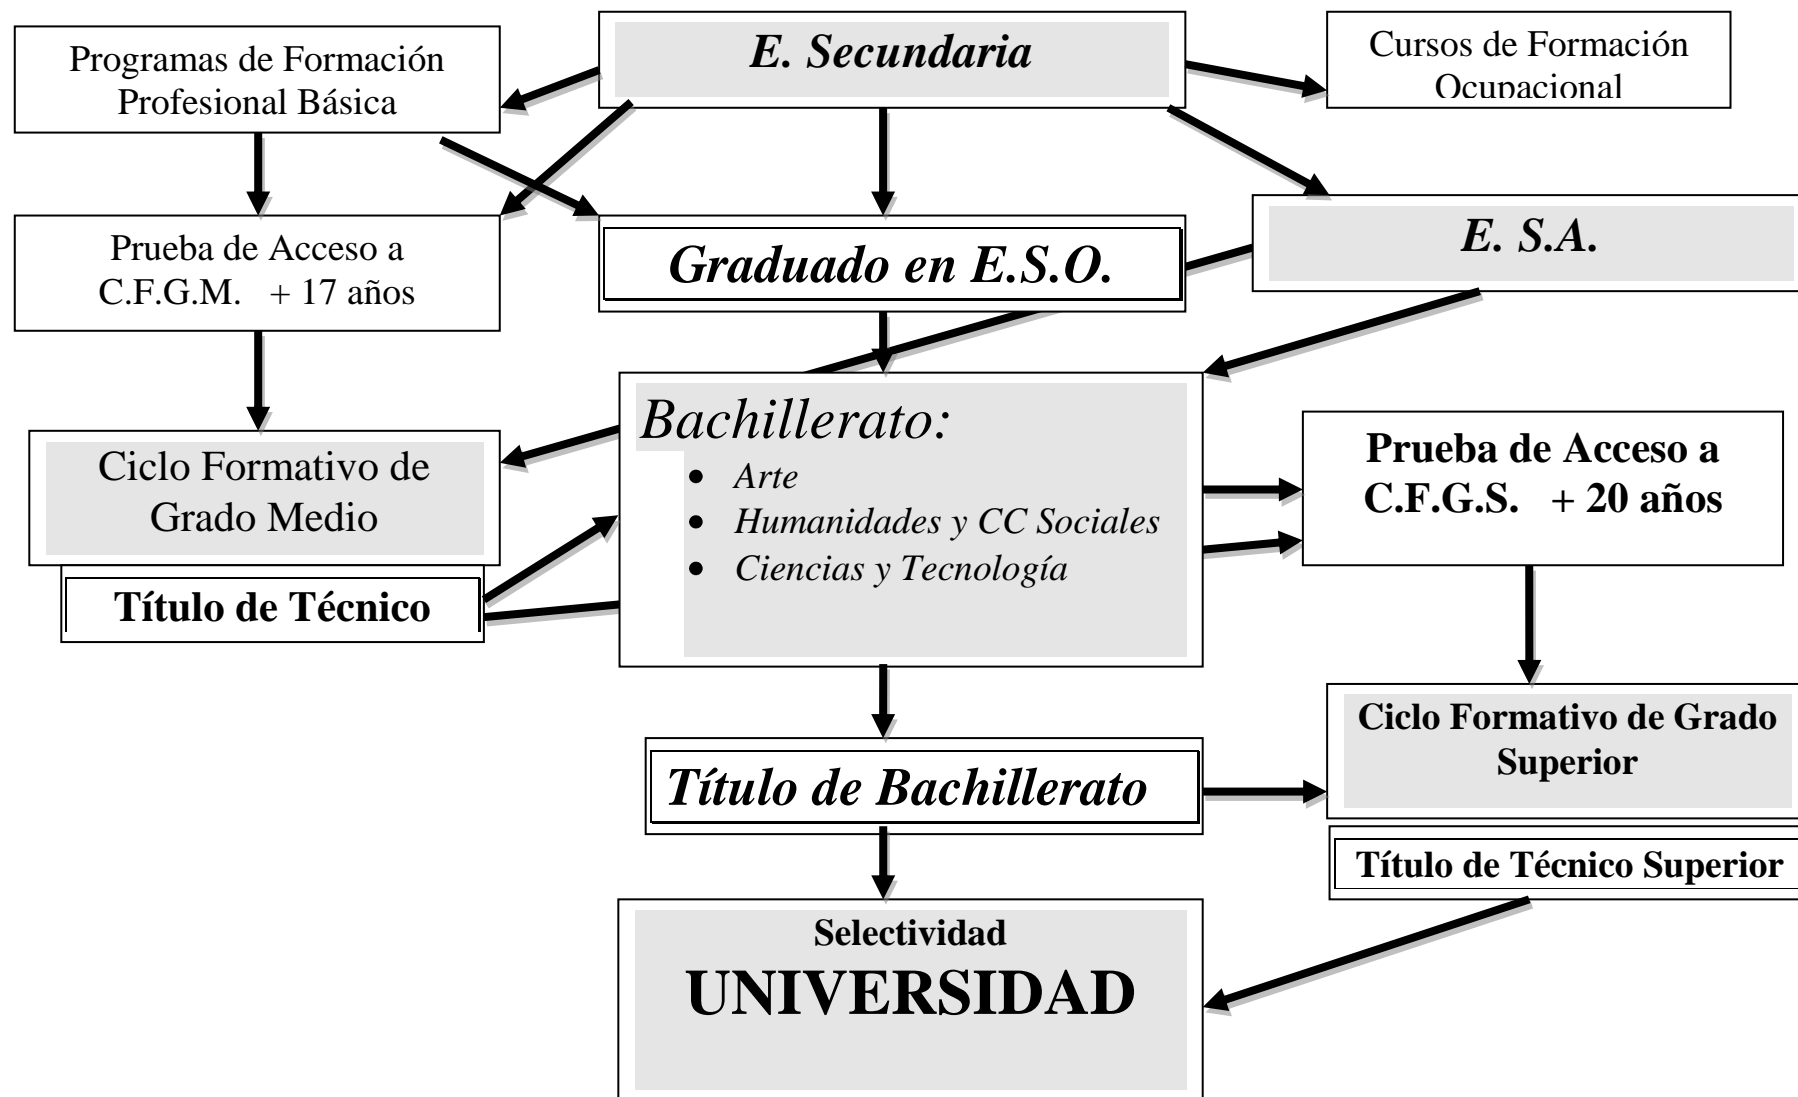 Programas de Formación
Profesional Básica
E. Secundaria
Cursos de Formación
Ocupacional
Prueba de Acceso a
C.F.G.M. + 17 años
Graduado en E.S.O.
E. S.A.
Bachillerato:
• Arte
• Humanidades y CC Sociales
• Ciencias y Tecnología
Ciclo Formativo de
Grado Medio
Título de Técnico
Prueba de Acceso a
C.F.G.S. + 20 años
Ciclo Formativo de Grado
Superior
Título de Bachillerato
Título de Técnico Superior
Selectividad
UNIVERSIDAD